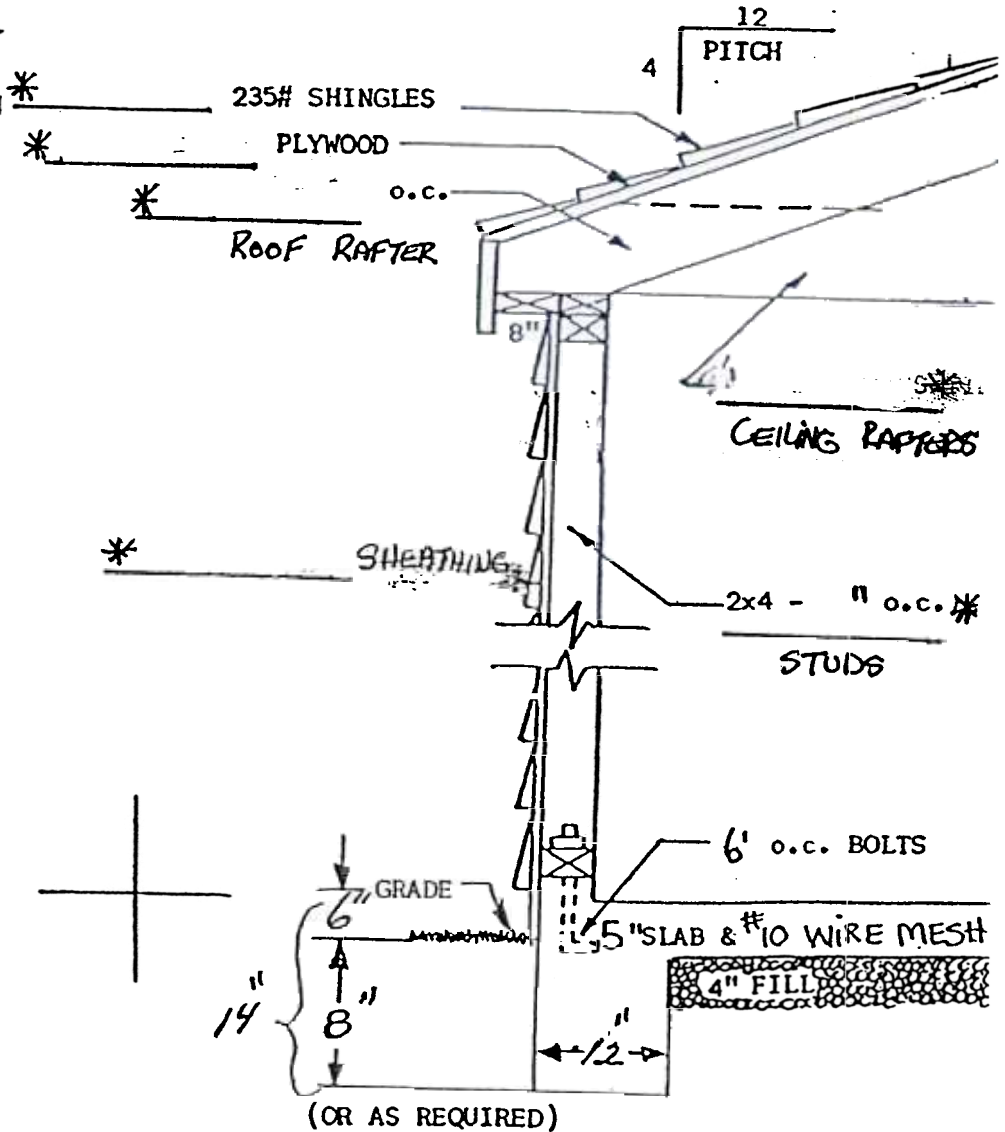 12
4 PITCH
* 235# SHINGLES
* PLYWOOD
* o.c.
ROOF RAFTER
8"
*
CEILING RAFTERS
* SHEATHING
2x4 - " o.c. *
STUDS
6' o.c. BOLTS
GRADE
6"
5" SLAB & #10 WIRE MESH
4" FILL
14"
8"
12"
(OR AS REQUIRED)